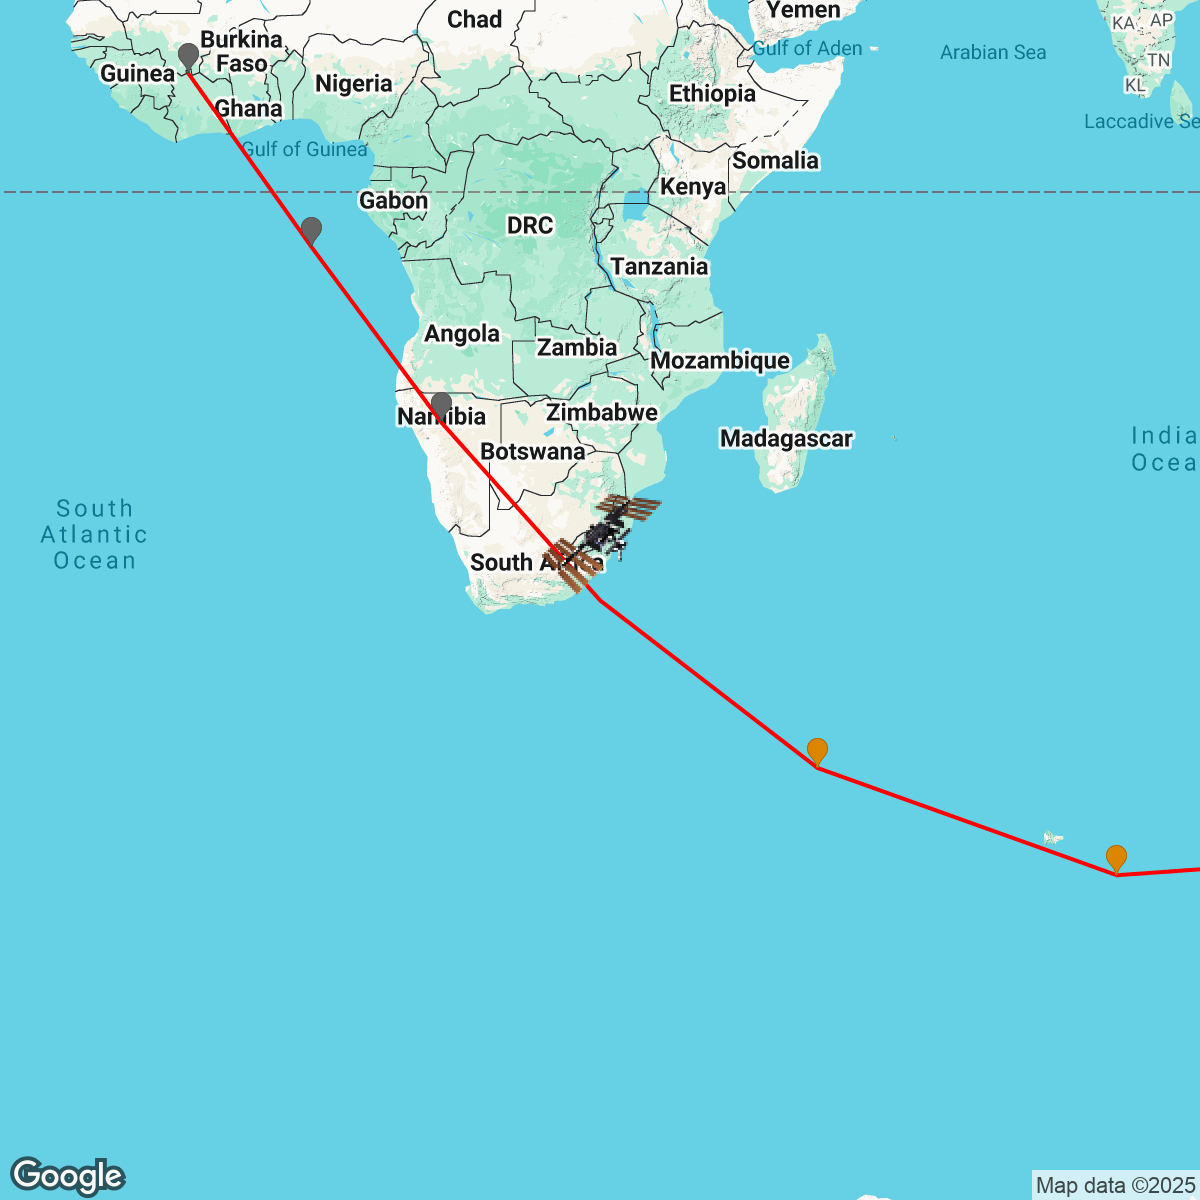 Yemen
Chad
KA
AP
Burkina
Faso
Gulf of Aden
Arabian Sea
TN
Guinea
Nigeria
Ethiopia
KL
Ghana
Laccadive Se
Gulf of Guinea
Somalia
Kenya
Gabon
DRC
Tanzania
Angola
Zambia
Mozambique
Namibia
Zimbabwe
Madagascar
India
Ocea
Botswana
South
Atlantic
Ocean
South Africa
Google
Map data ©2025